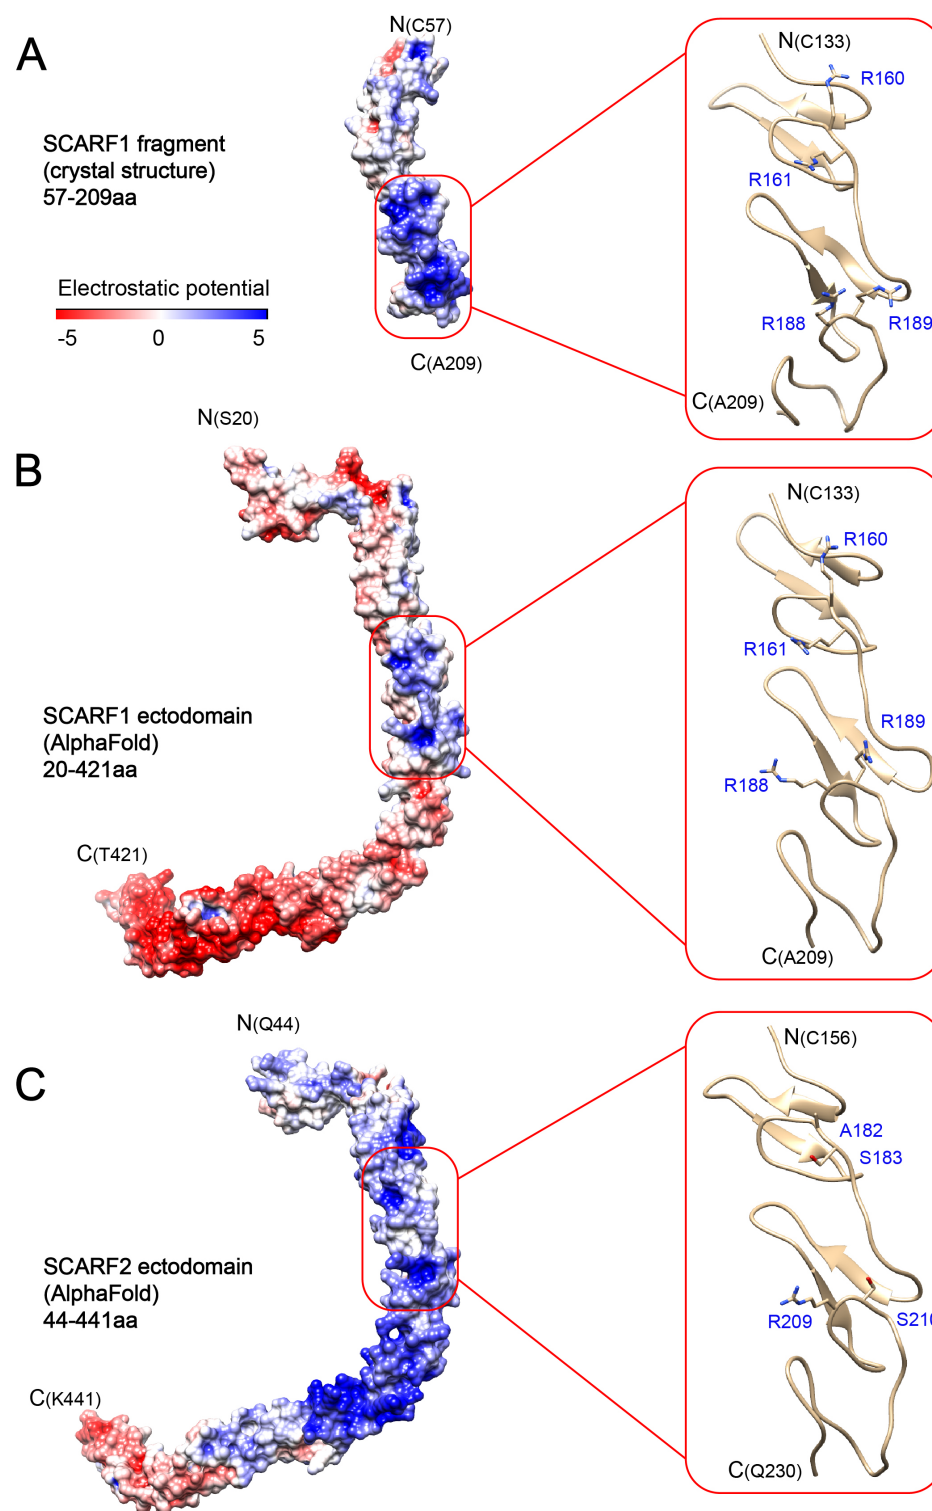 A
N(C57)
SCARF1 fragment
(crystal structure)
57-209aa
Electrostatic potential
-5 0 5
C(A209)
N(C133)
R160
R161
R188
R189
C(A209)
B
N(S20)
SCARF1 ectodomain
(AlphaFold)
20-421aa
C(T421)
N(C133)
R160
R161
R189
R188
C(A209)
C
N(Q44)
SCARF2 ectodomain
(AlphaFold)
44-441aa
C(K441)
N(C156)
A182
S183
R209
S210
C(Q230)